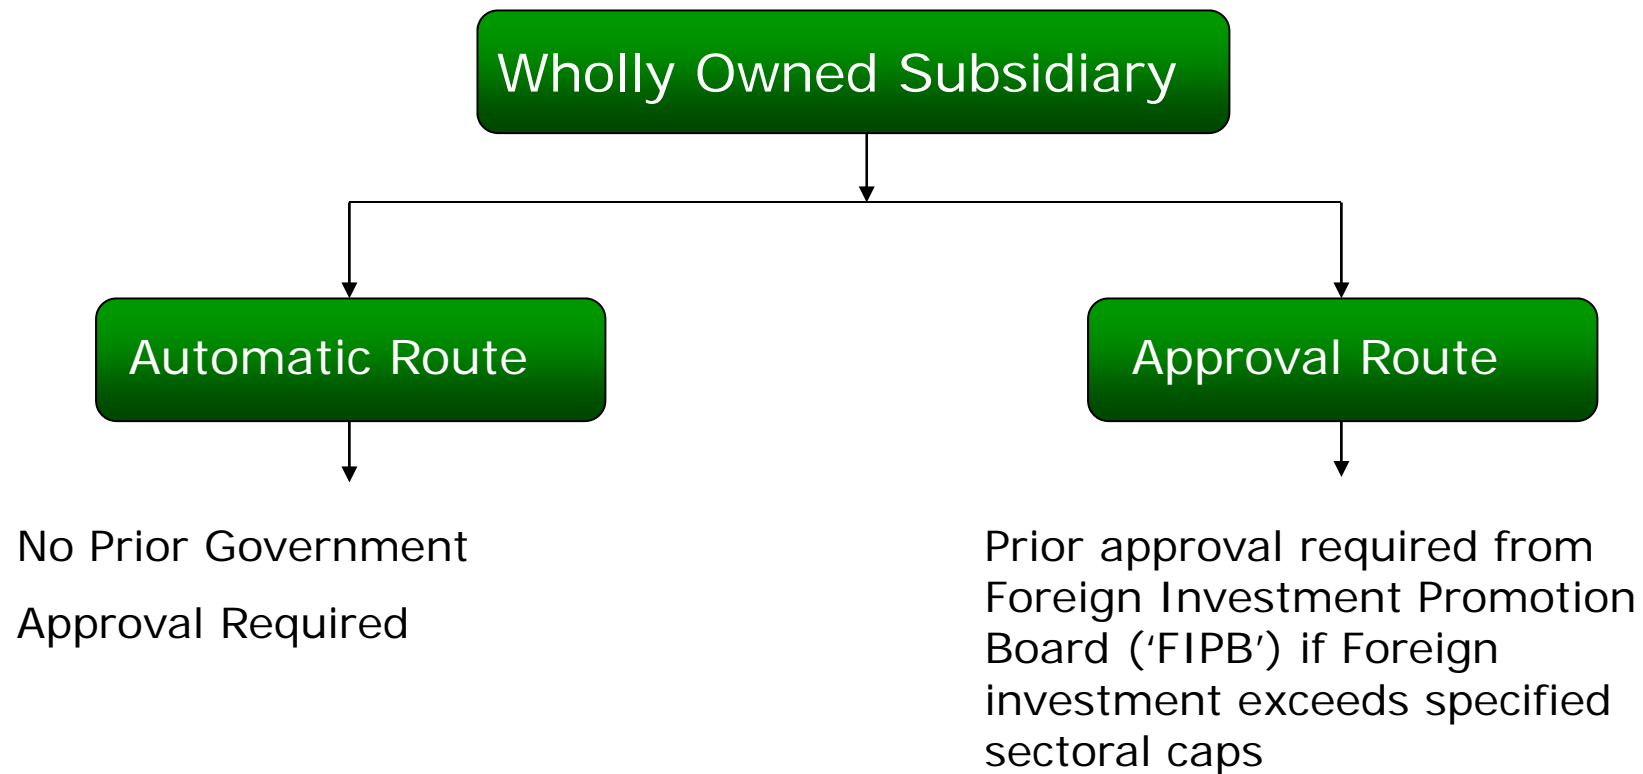 Wholly Owned Subsidiary
Automatic Route
Approval Route
No Prior Government
Approval Required
Prior approval required from
Foreign Investment Promotion
Board (‘FIPB’) if Foreign
investment exceeds specified
sectoral caps